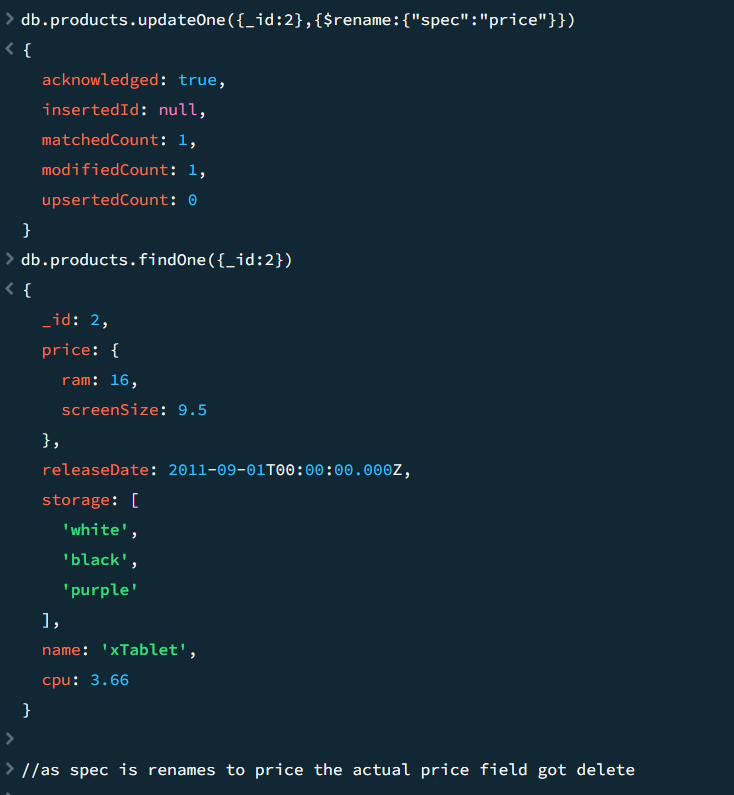 db.products.updateOne({_id:2},{$rename:{"spec":"price"}})
{
acknowledged: true,
insertedId: null,
matchedCount: 1,
modifiedCount: 1,
upsertedCount: 0
}
db.products.findOne({_id:2})
{
_id: 2,
price: {
ram: 16,
screenSize: 9.5
},
releaseDate: 2011-09-01T00:00:00.000Z,
storage: [
'white',
'black',
'purple'
],
name: 'xTablet',
cpu: 3.66
}
//as spec is renames to price the actual price field got delete